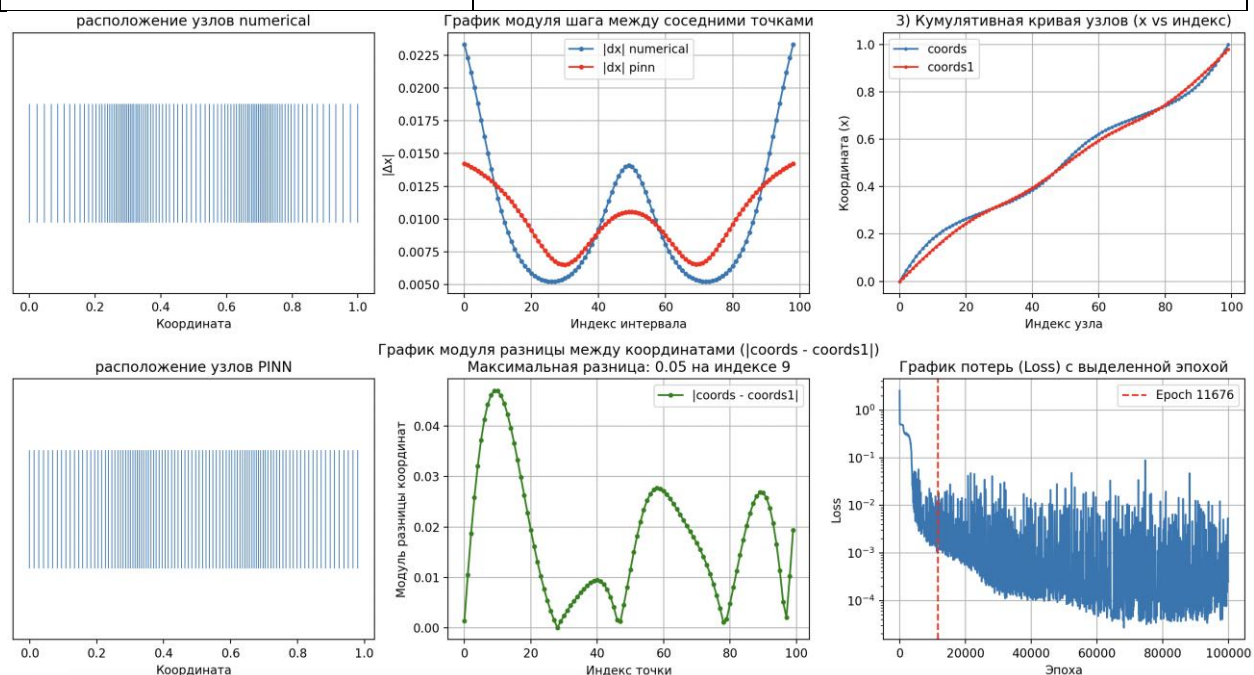 расположение узлов numerical
0.0 0.2 0.4 0.6 0.8 1.0
Координата
График модуля шага между соседними точками
|dx| numerical
|dx| pinn
0.0225
0.0200
0.0175
0.0150
0.0125
0.0100
0.0075
0.0050
|Δx|
0 20 40 60 80 100
Индекс интервала
3) Кумулятивная кривая узлов (x vs индекс)
coords
coords1
1.0
0.8
0.6
0.4
0.2
0.0
Координата (x)
0 20 40 60 80 100
Индекс узла
расположение узлов PINN
0.0 0.2 0.4 0.6 0.8 1.0
Координата
График модуля разницы между координатами (|coords - coords1|)
Максимальная разница: 0.05 на индексе 9
|coords - coords1|
0.04
0.03
0.02
0.01
0.00
Модуль разницы координат
0 20 40 60 80 100
Индекс точки
График потерь (Loss) с выделенной эпохой
Epoch 11676
10⁰
10⁻¹
10⁻²
10⁻³
10⁻⁴
Loss
0 20000 40000 60000 80000 100000
Эпоха